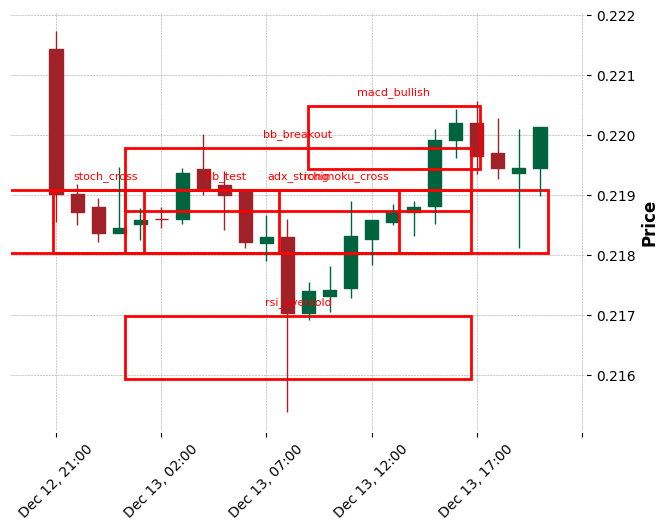 0.222
0.221
macd_bullish
bb_breakout
0.220
stoch_cross
adx_strong
0.219
0.218
Price
rsi_oversold
0.217
0.216
Dec 12, 21:00
Dec 13, 02:00
Dec 13, 07:00
Dec 13, 12:00
Dec 13, 17:00